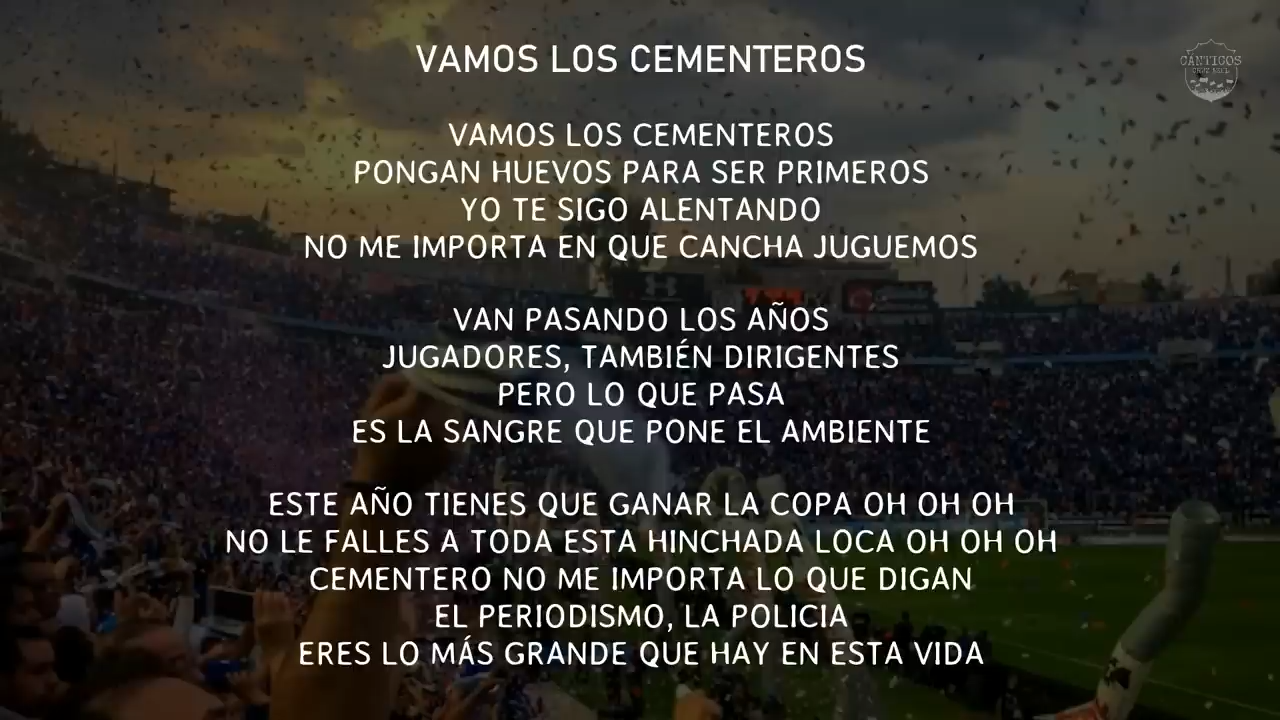 VAMOS LOS CEMENTEROS
CÁNTICOS
VAMOS LOS CEMENTEROS
PONGAN HUEVOS PARA SER PRIMEROS
YO TE SIGO ALENTANDO
NO ME IMPORTA EN QUE CANCHA JUGUEMOS
VAN PASANDO LOS AÑOS
JUGADORES, TAMBIÉN DIRIGENTES
PERO LO QUE PASA
ES LA SANGRE QUE PONE EL AMBIENTE
ESTE AÑO TIENES QUE GANAR LA COPA OH OH OH
NO LE FALLES A TODA ESTA HINCHADA LOCA OH OH OH
CEMENTERO NO ME IMPORTA LO QUE DIGAN
EL PERIODISMO, LA POLICIA
ERES LO MÁS GRANDE QUE HAY EN ESTA VIDA